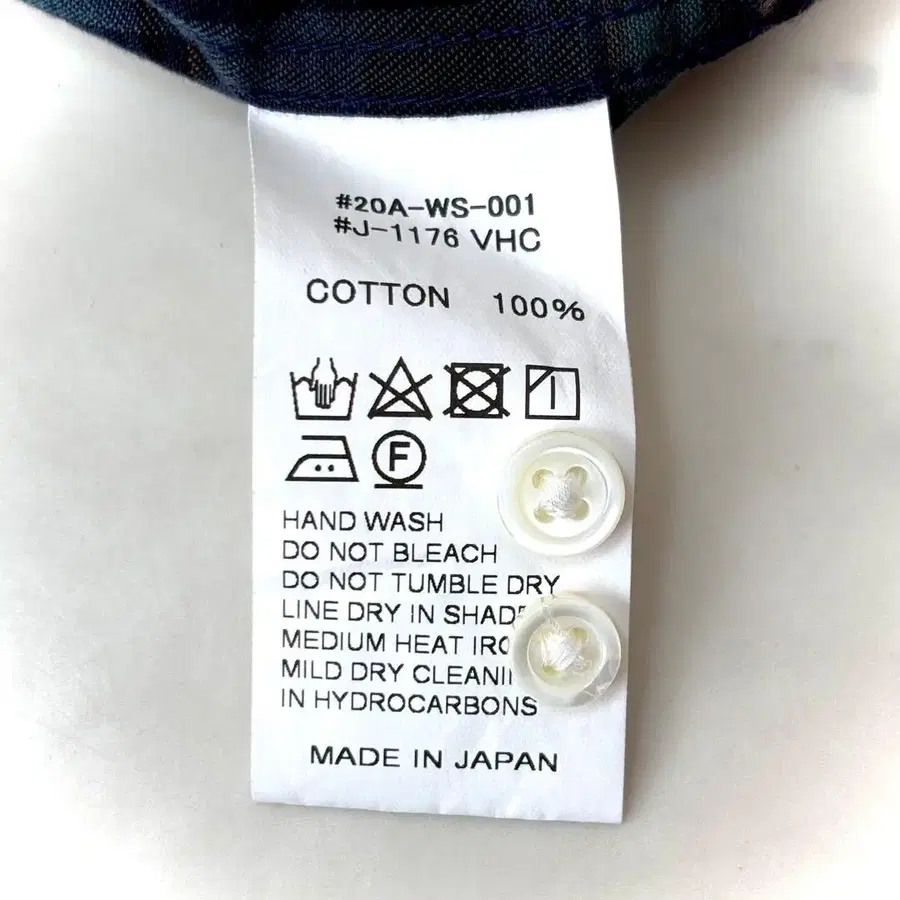 #20A-WS-001
#J-1176 VHC
COTTON 100%
F
HAND WASH
DO NOT BLEACH
DO NOT TUMBLE DRY
LINE DRY IN SHADE
MEDIUM HEAT IRO
MILD DRY CLEANI
IN HYDROCARBONS
MADE IN JAPAN